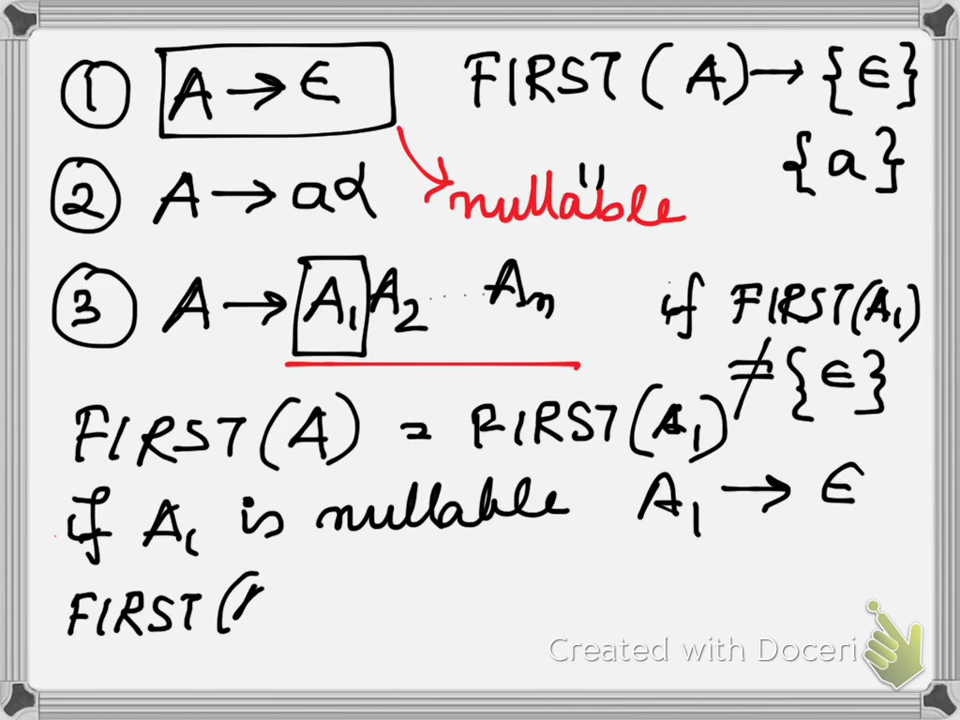 ① A → ϵ FIRST(A) → {ϵ}
② A → aα nullable " {a}
③ A → A₁A₂ ..... Aₙ if FIRST(A₁)
≠ {ϵ}
FIRST(A) = FIRST(A₁)
if A₁ is nullable A₁ → ϵ
FIRST(
Created with Doceri